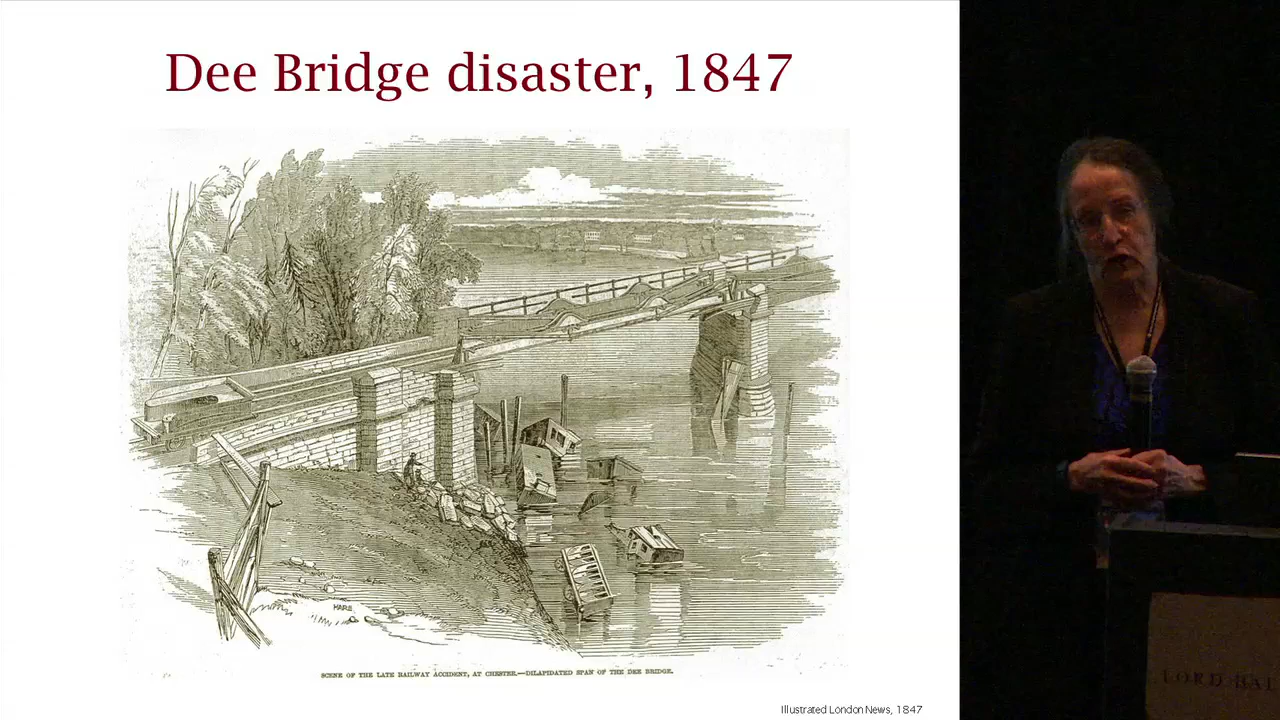 Dee Bridge disaster, 1847
HARE
SCENE OF THE LATE RAILWAY ACCIDENT, AT CHESTER.—DILAPIDATED SPAN OF THE DEE BRIDGE.
Illustrated London News, 1847